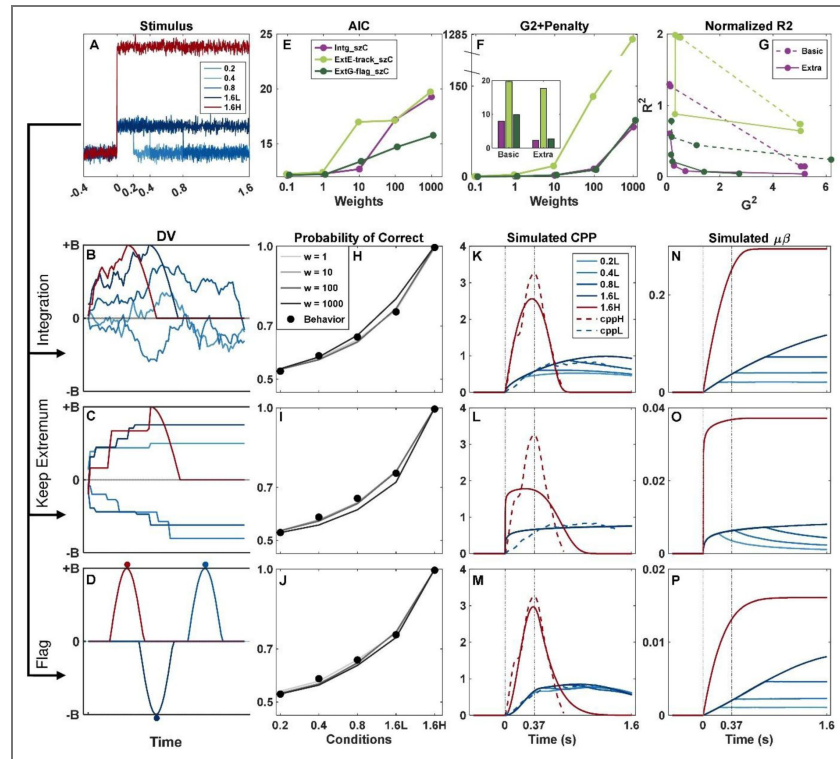 Stimulus
A
0.2
0.4
0.8
1.6L
1.6H
-0.4
0
0.2
0.4
0.8
1.6
AIC
E
25
20
15
Intg_szC
ExtE-track_szC
ExtG-flag_szC
0.1
1
10
100
1000
Weights
G2+Penalty
F
1285
150
0
20
10
0
Basic
Extra
0.1
1
10
100
1000
Weights
Normalized R2
G
Basic
Extra
R²
2
1.5
1
0.5
0
0
2
4
6
G²
Integration
DV
B
+B
0
-B
Probability of Correct
H
1.0
0.7
0.5
w = 1
w = 10
w = 100
w = 1000
Behavior
Simulated CPP
K
4
3
2
1
0
0.2L
0.4L
0.8L
1.6L
1.6H
cppH
cppL
Simulated μβ
N
0.2
0
Keep Extremum
C
+B
0
-B
I
1.0
0.7
0.5
L
4
3
2
1
0
O
0.04
0.02
0
Flag
D
+B
0
-B
Time
J
1.0
0.7
0.5
0.2
0.4
0.8
1.6L
1.6H
Conditions
M
4
3
2
1
0
0
0.37
1.6
Time (s)
P
0.02
0.01
0
0
0.37
1.6
Time (s)